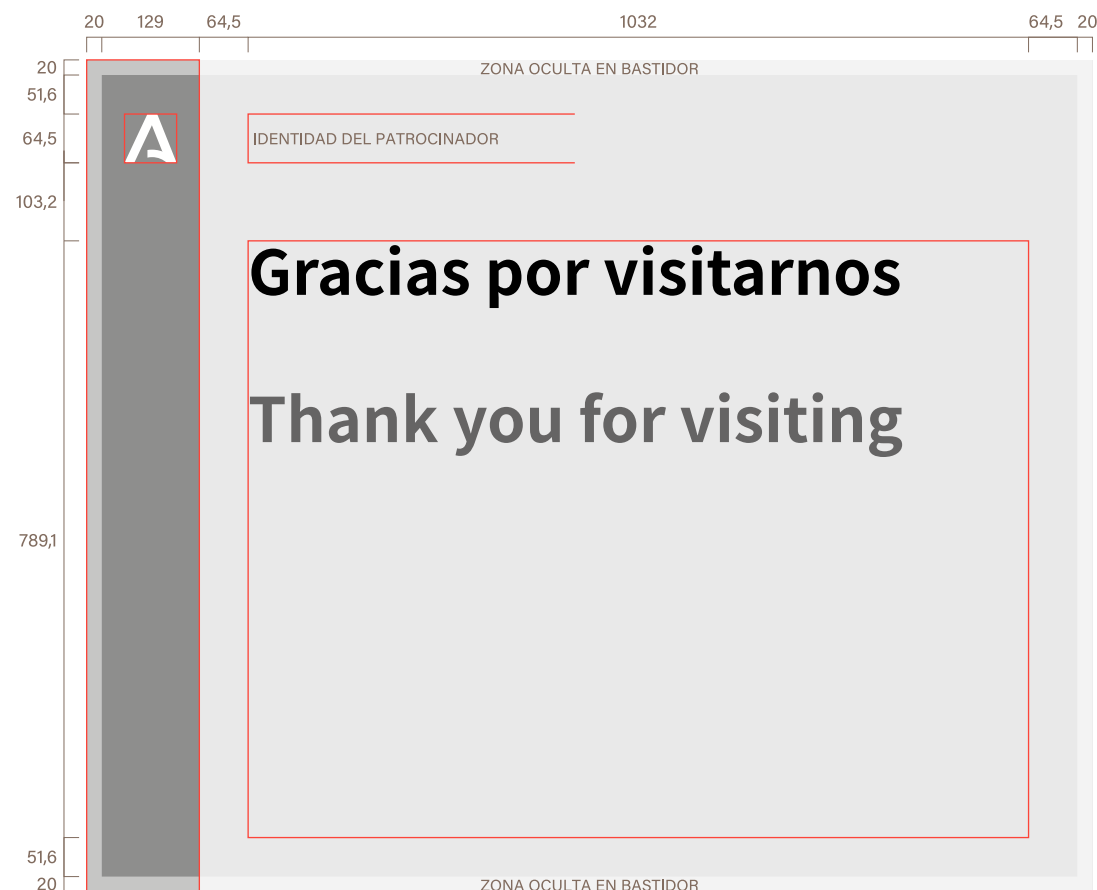 20 129 64,5 1032 64,5 20
20
ZONA OCULTA EN BASTIDOR
51,6
64,5
IDENTIDAD DEL PATROCINADOR
103,2
Gracias por visitarnos
Thank you for visiting
789,1
51,6
20
ZONA OCULTA EN BASTIDOR